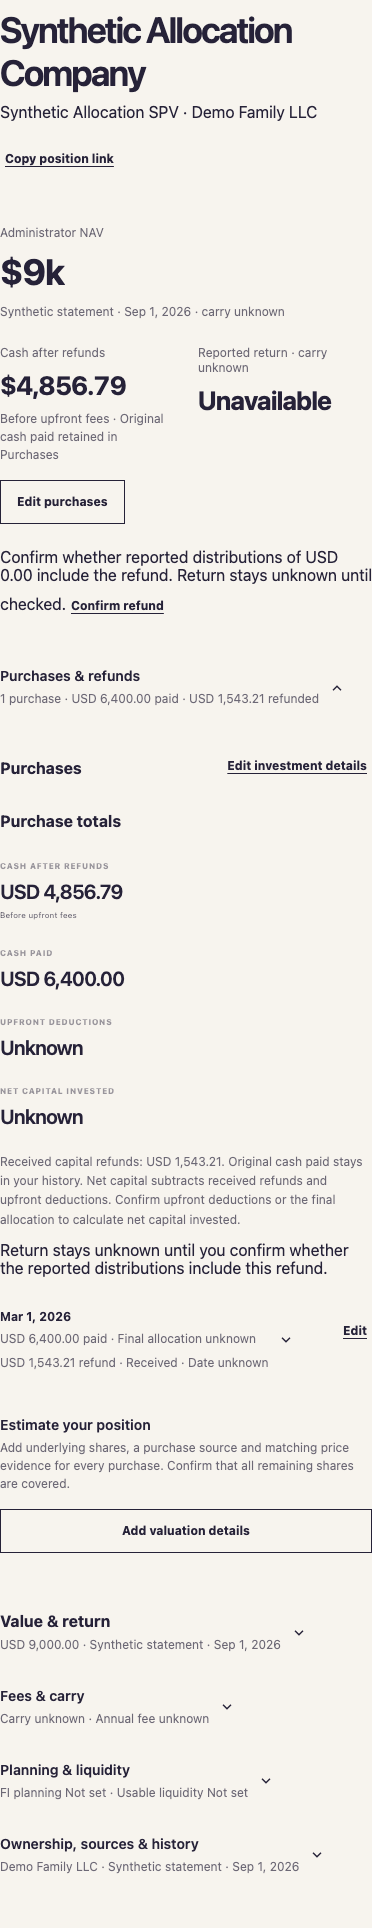 Synthetic Allocation
Company
Synthetic Allocation SPV · Demo Family LLC
Copy position link
Administrator NAV
$9k
Synthetic statement · Sep 1, 2026 · carry unknown
Cash after refunds
$4,856.79
Before upfront fees · Original
cash paid retained in
Purchases
Reported return · carry
unknown
Unavailable
Edit purchases
Confirm whether reported distributions of USD
0.00 include the refund. Return stays unknown until
checked. Confirm refund
Purchases & refunds
1 purchase · USD 6,400.00 paid · USD 1,543.21 refunded
Purchases
Edit investment details
Purchase totals
CASH AFTER REFUNDS
USD 4,856.79
Before upfront fees
CASH PAID
USD 6,400.00
UPFRONT DEDUCTIONS
Unknown
NET CAPITAL INVESTED
Unknown
Received capital refunds: USD 1,543.21. Original cash paid stays
in your history. Net capital subtracts received refunds and
upfront deductions. Confirm upfront deductions or the final
allocation to calculate net capital invested.
Return stays unknown until you confirm whether
the reported distributions include this refund.
Mar 1, 2026
USD 6,400.00 paid · Final allocation unknown
USD 1,543.21 refund · Received · Date unknown
Edit
Estimate your position
Add underlying shares, a purchase source and matching price
evidence for every purchase. Confirm that all remaining shares
are covered.
Add valuation details
Value & return
USD 9,000.00 · Synthetic statement · Sep 1, 2026
Fees & carry
Carry unknown · Annual fee unknown
Planning & liquidity
FI planning Not set · Usable liquidity Not set
Ownership, sources & history
Demo Family LLC · Synthetic statement · Sep 1, 2026